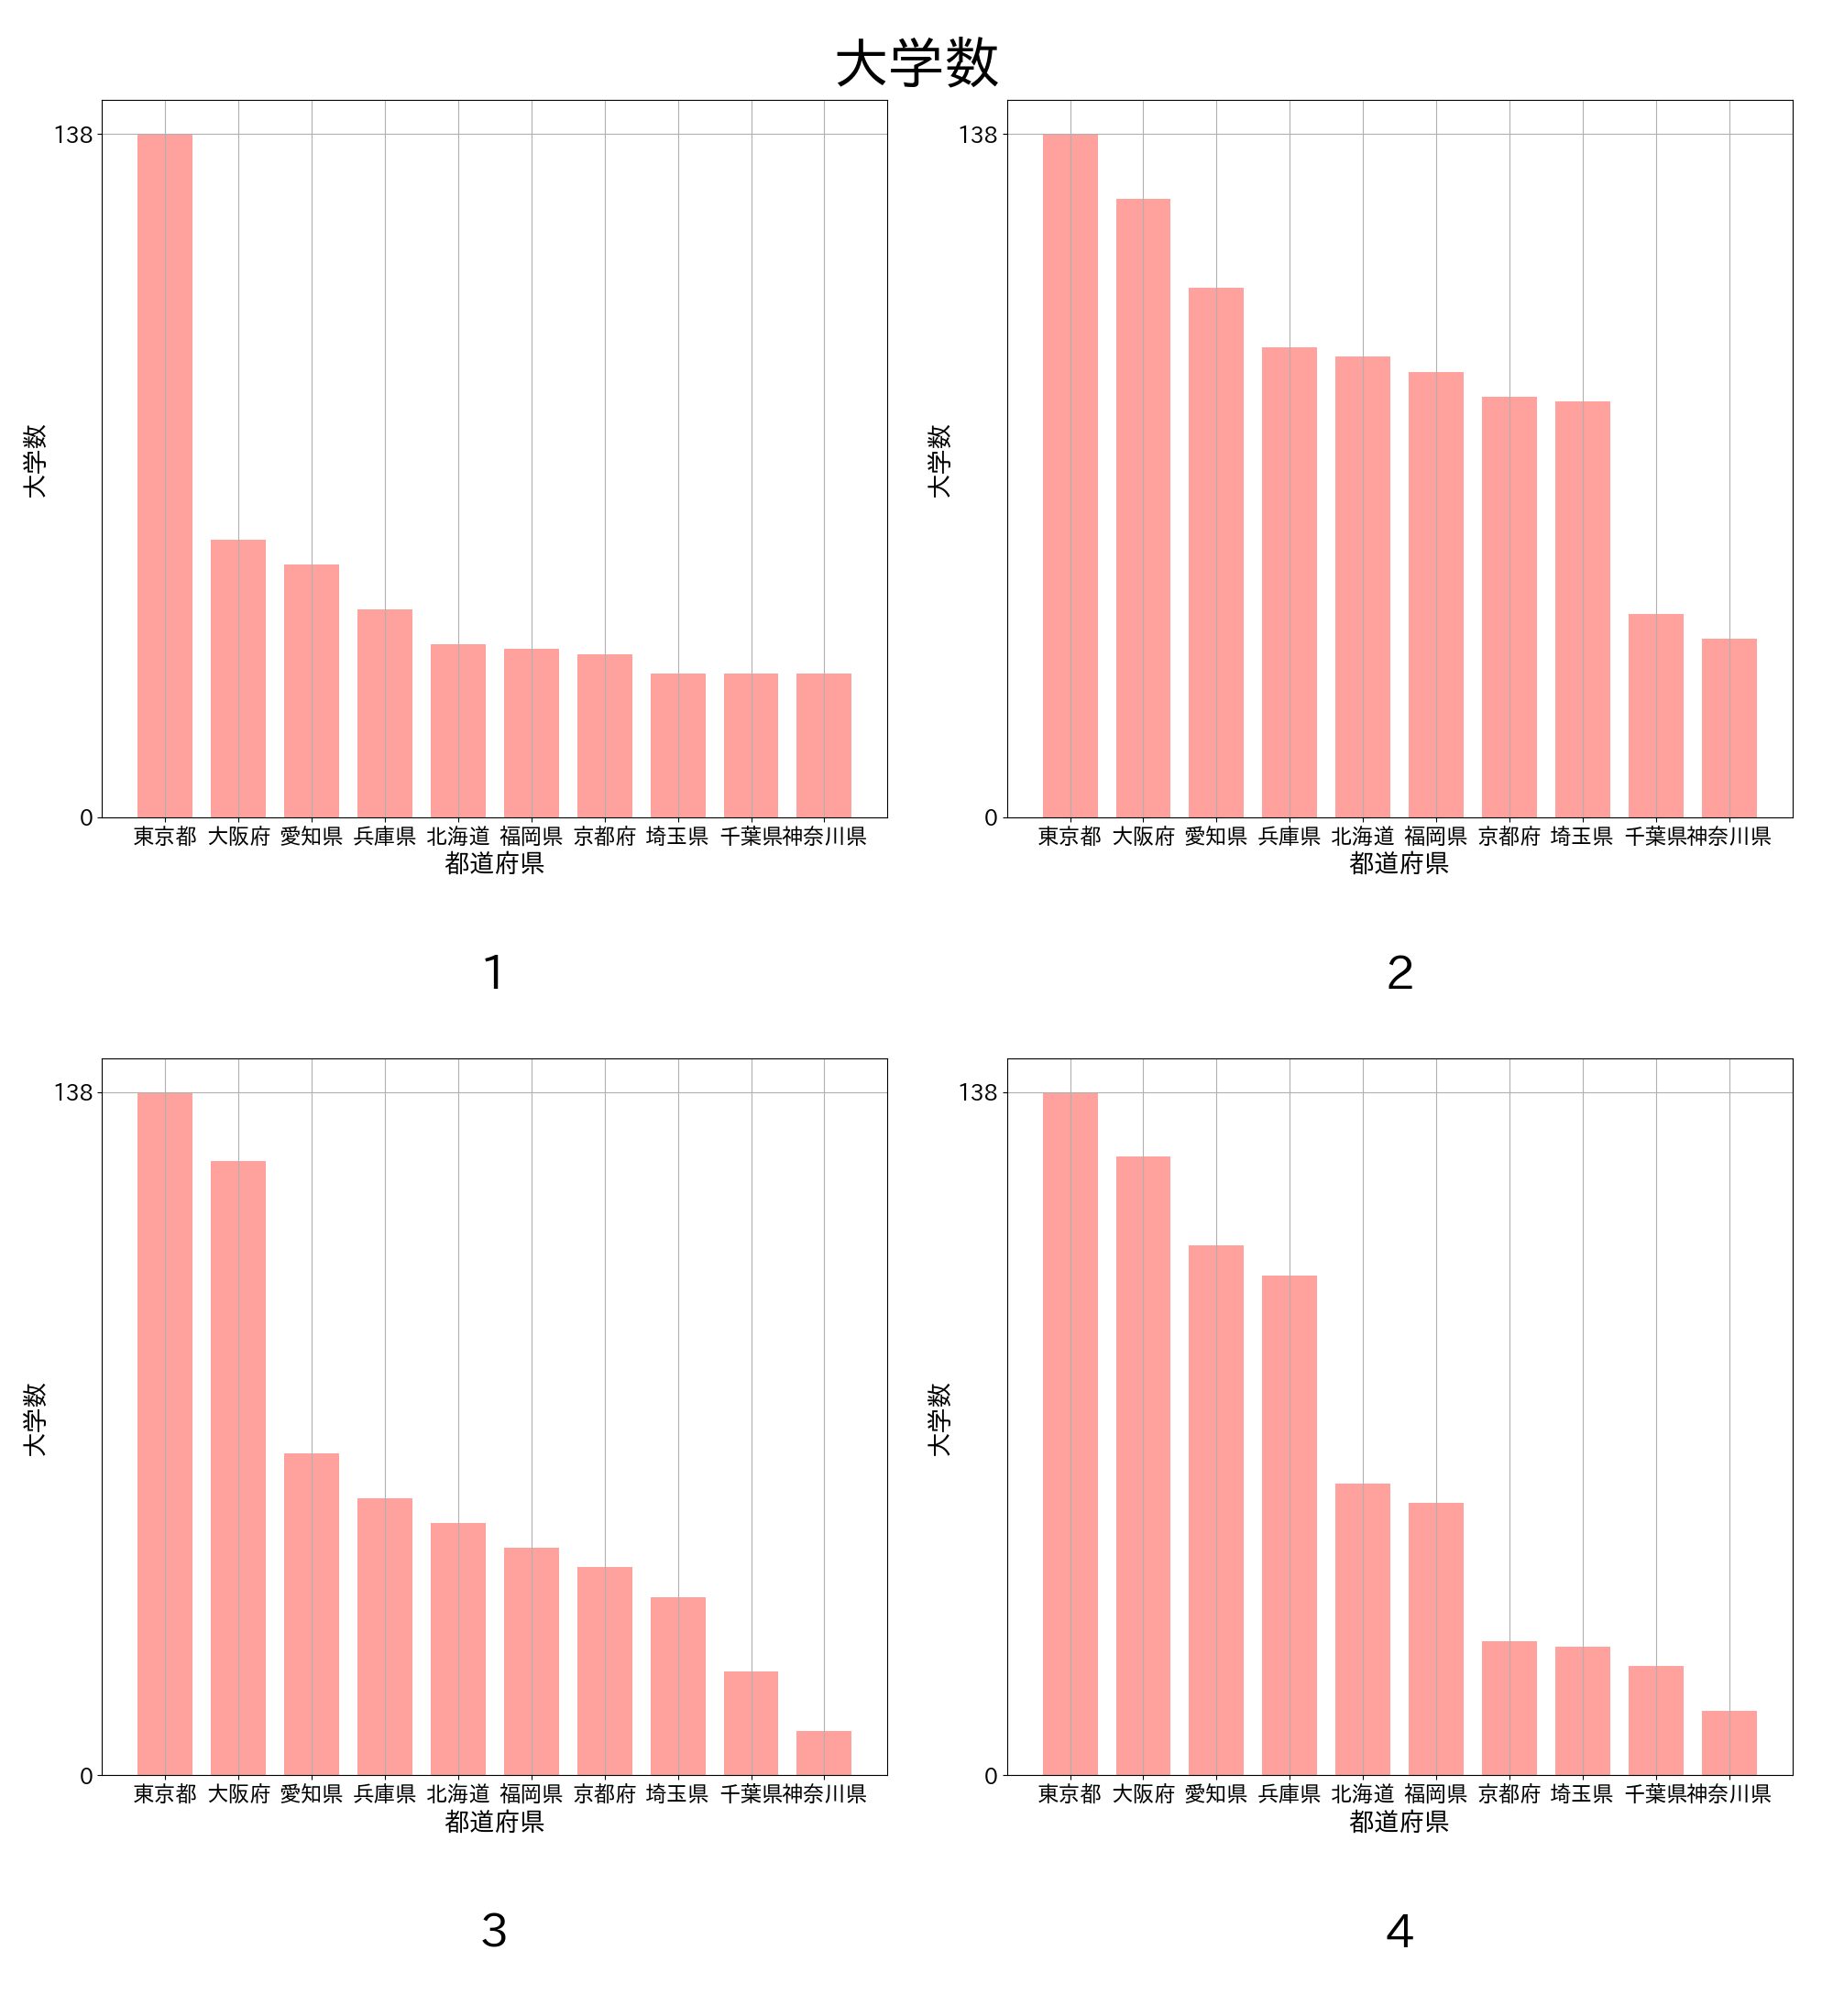 大学数
138
0
大学数
東京都 大阪府 愛知県 兵庫県 北海道 福岡県 京都府 埼玉県 千葉県 神奈川県
都道府県
1
138
0
大学数
東京都 大阪府 愛知県 兵庫県 北海道 福岡県 京都府 埼玉県 千葉県 神奈川県
都道府県
2
138
0
大学数
東京都 大阪府 愛知県 兵庫県 北海道 福岡県 京都府 埼玉県 千葉県 神奈川県
都道府県
3
138
0
大学数
東京都 大阪府 愛知県 兵庫県 北海道 福岡県 京都府 埼玉県 千葉県 神奈川県
都道府県
4